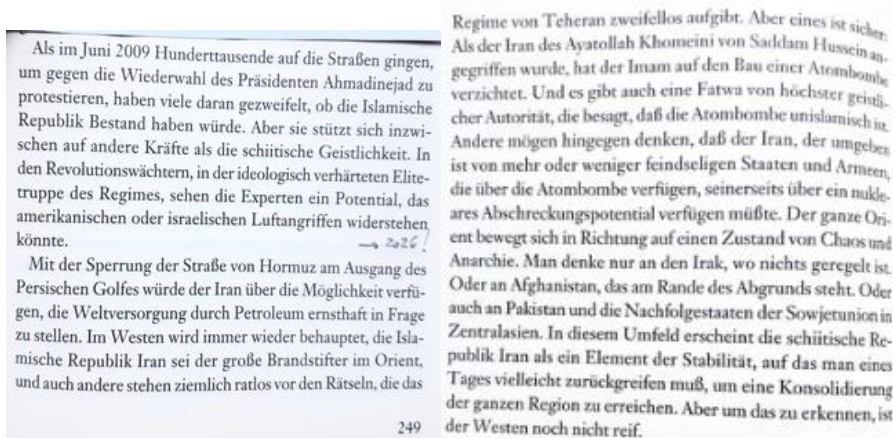 Als im Juni 2009 Hunderttausende auf die Straßen gingen,
um gegen die Wiederwahl des Präsidenten Ahmadinejad zu
protestieren, haben viele daran gezweifelt, ob die Islamische
Republik Bestand haben würde. Aber sie stützt sich inzwi-
schen auf andere Kräfte als die schiitische Geistlichkeit. In
den Revolutionswächtern, in der ideologisch verhärteten Elite-
truppe des Regimes, sehen die Experten ein Potential, das
amerikanischen oder israelischen Luftangriffen widerstehen
könnte.
→ 2026!
Mit der Sperrung der Straße von Hormuz am Ausgang des
Persischen Golfes würde der Iran über die Möglichkeit verfü-
gen, die Weltversorgung durch Petroleum ernsthaft in Frage
zu stellen. Im Westen wird immer wieder behauptet, die Isla-
mische Republik Iran sei der große Brandstifter im Orient,
und auch andere stehen ziemlich ratlos vor den Rätseln, die das
249
Regime von Teheran zweifellos aufgibt. Aber eines ist sicher:
Als der Iran des Ayatollah Khomeini von Saddam Hussein an-
gegriffen wurde, hat der Imam auf den Bau einer Atombombe
verzichtet. Und es gibt auch eine Fatwa von höchster geistli-
cher Autorität, die besagt, daß die Atombombe unislamisch ist.
Andere mögen hingegen denken, daß der Iran, der umgeben
ist von mehr oder weniger feindseligen Staaten und Armeen,
die über die Atombombe verfügen, seinerseits über ein nukle-
ares Abschreckungspotential verfügen müßte. Der ganze Ori-
ent bewegt sich in Richtung auf einen Zustand von Chaos und
Anarchie. Man denke nur an den Irak, wo nichts geregelt ist.
Oder an Afghanistan, das am Rande des Abgrunds steht. Oder
auch an Pakistan und die Nachfolgestaaten der Sowjetunion in
Zentralasien. In diesem Umfeld erscheint die schiitische Re-
publik Iran als ein Element der Stabilität, auf das man eines
Tages vielleicht zurückgreifen muß, um eine Konsolidierung
der ganzen Region zu erreichen. Aber um das zu erkennen, ist
der Westen noch nicht reif.